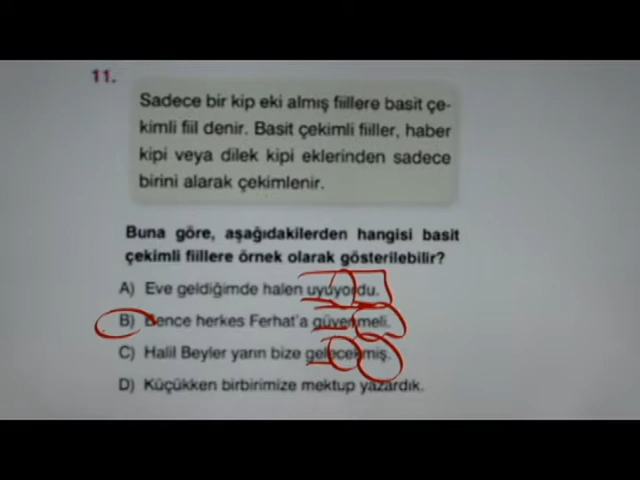 11.
Sadece bir kip eki almış fiillere basit çe-
kimli fiil denir. Basit çekimli fiiller, haber
kipi veya dilek kipi eklerinden sadece
birini alarak çekimlenir.
Buna göre, aşağıdakilerden hangisi basit
çekimli fiillere örnek olarak gösterilebilir?
A) Eve geldiğimde halen uyuyordu.
B) Bence herkes Ferhat'a güvenmeli.
C) Halil Beyler yarın bize gelecekmiş.
D) Küçükken birbirimize mektup yazardık.